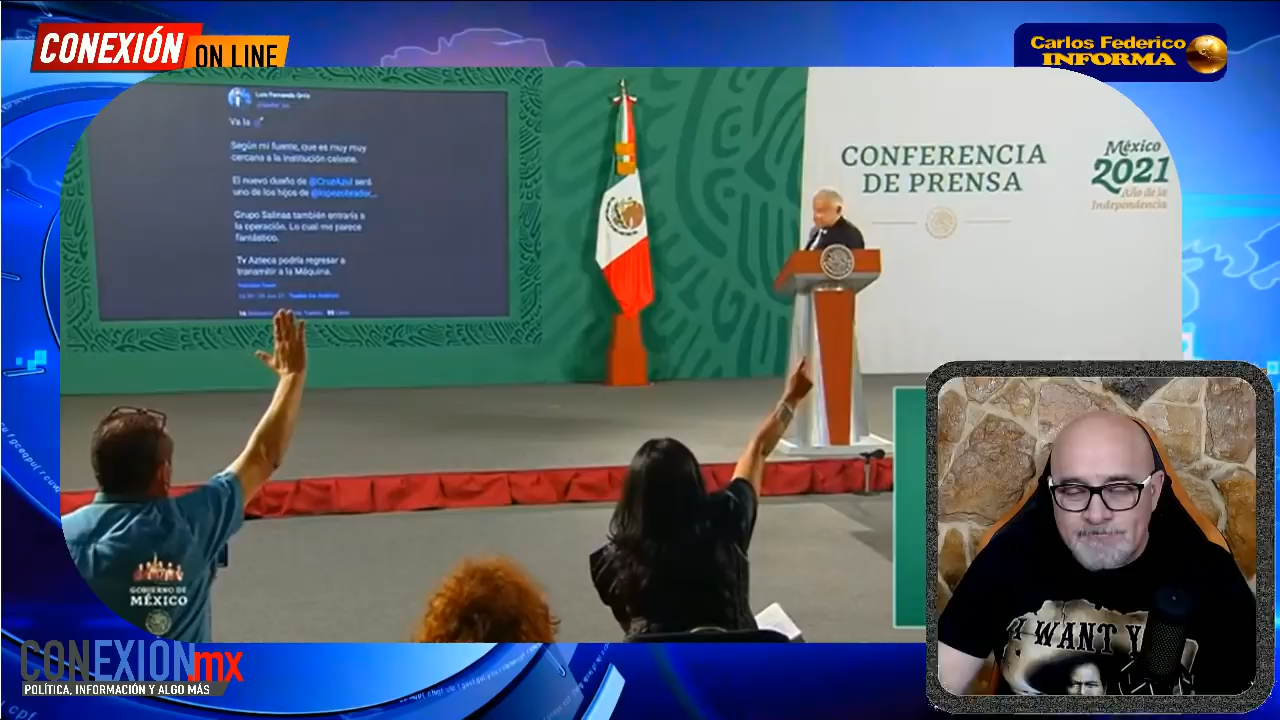 CONEXIÓN
ON LINE
Carlos Federico
INFORMA
Luis Fernando Ortiz
Va la
Según mi fuente, que es muy muy
cercana a la institución celeste.
El nuevo dueño de @CruzAzul será
uno de los hijos de @lopezobrador_
Grupo Salinas también entraría a
la operación. Lo cual me parece
fantástico.
Tv Azteca podría regresar a
transmitir a la Máquina.
CONFERENCIA
DE PRENSA
México
2021
Año de la
Independencia
GOBIERNO DE
MÉXICO
I WANT Y
CONEXIONmx
POLÍTICA, INFORMACIÓN Y ALGO MÁS